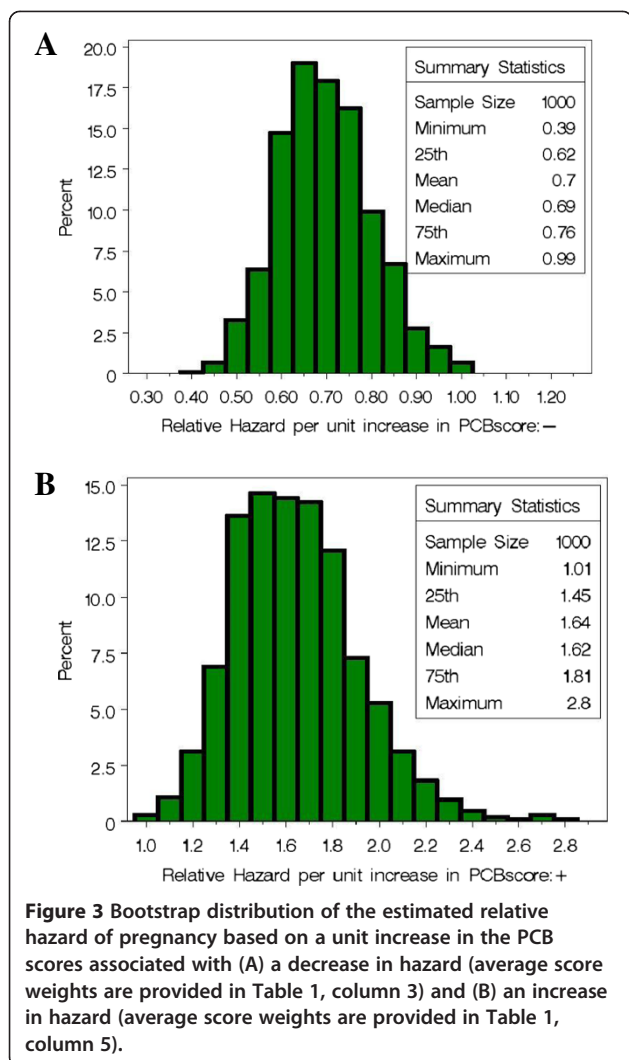 A
20.0
17.5
15.0
12.5
10.0
7.5
5.0
2.5
0
Percent
Summary Statistics
Sample Size 1000
Minimum 0.39
25th 0.62
Mean 0.7
Median 0.69
75th 0.76
Maximum 0.99
0.30 0.40 0.50 0.60 0.70 0.80 0.90 1.00 1.10 1.20
Relative Hazard per unit increase in PCBscore:−
B
15.0
12.5
10.0
7.5
5.0
2.5
0
Percent
Summary Statistics
Sample Size 1000
Minimum 1.01
25th 1.45
Mean 1.64
Median 1.62
75th 1.81
Maximum 2.8
1.0 1.2 1.4 1.6 1.8 2.0 2.2 2.4 2.6 2.8
Relative Hazard per unit increase in PCBscore:+
Figure 3 Bootstrap distribution of the estimated relative
hazard of pregnancy based on a unit increase in the PCB
scores associated with (A) a decrease in hazard (average score
weights are provided in Table 1, column 3) and (B) an increase
in hazard (average score weights are provided in Table 1,
column 5).